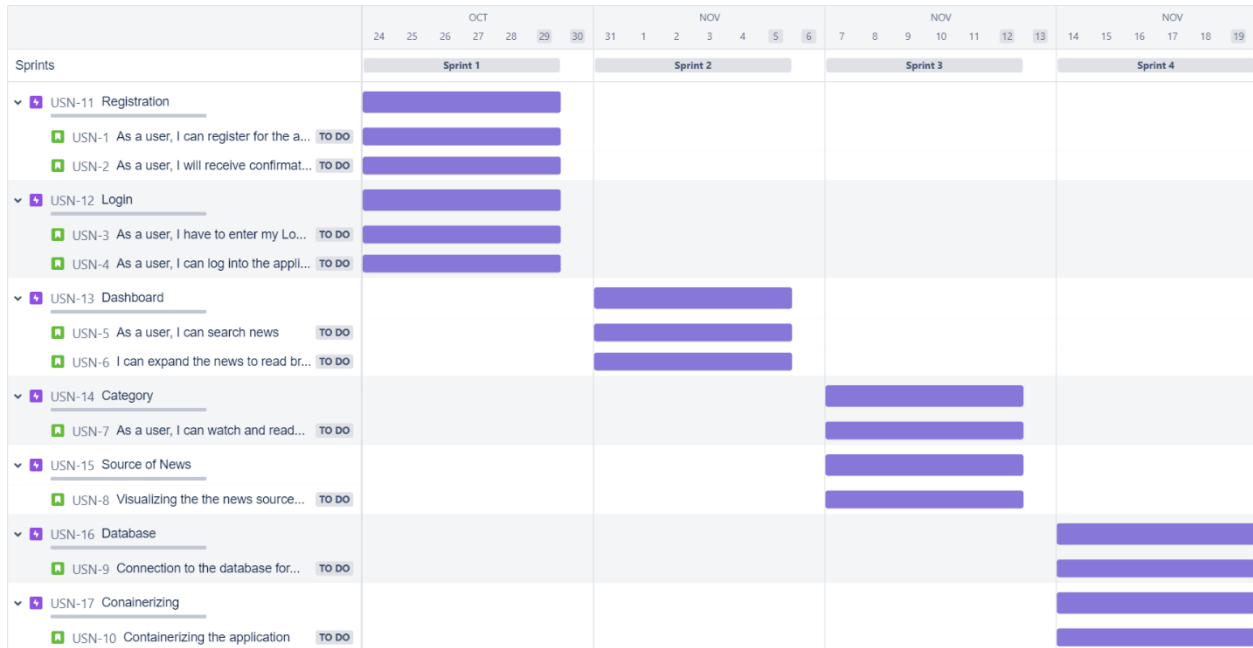 OCT NOV NOV NOV
24 25 26 27 28 29 30 31 1 2 3 4 5 6 7 8 9 10 11 12 13 14 15 16 17 18 19
Sprints Sprint 1 Sprint 2 Sprint 3 Sprint 4
USN-11 Registration
USN-1 As a user, I can register for the a... TO DO
USN-2 As a user, I will receive confirmat... TO DO
USN-12 Login
USN-3 As a user, I have to enter my Lo... TO DO
USN-4 As a user, I can log into the appli... TO DO
USN-13 Dashboard
USN-5 As a user, I can search news TO DO
USN-6 I can expand the news to read br... TO DO
USN-14 Category
USN-7 As a user, I can watch and read... TO DO
USN-15 Source of News
USN-8 Visualizing the the news source... TO DO
USN-16 Database
USN-9 Connection to the database for... TO DO
USN-17 Conainerizing
USN-10 Containerizing the application TO DO